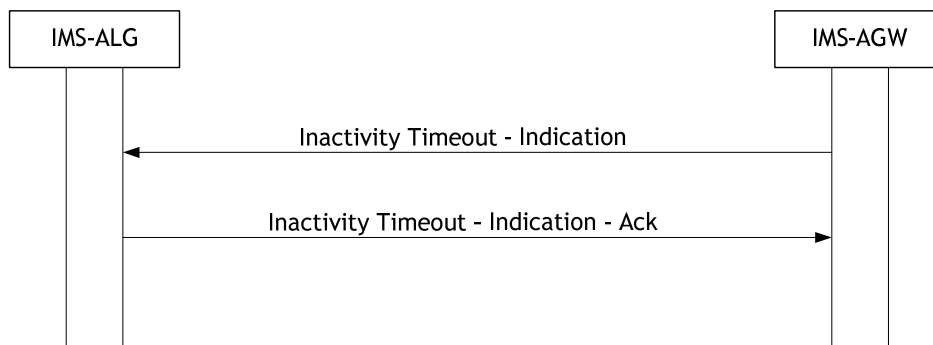 IMS-ALG
IMS-AGW
Inactivity Timeout - Indication
Inactivity Timeout – Indication - Ack